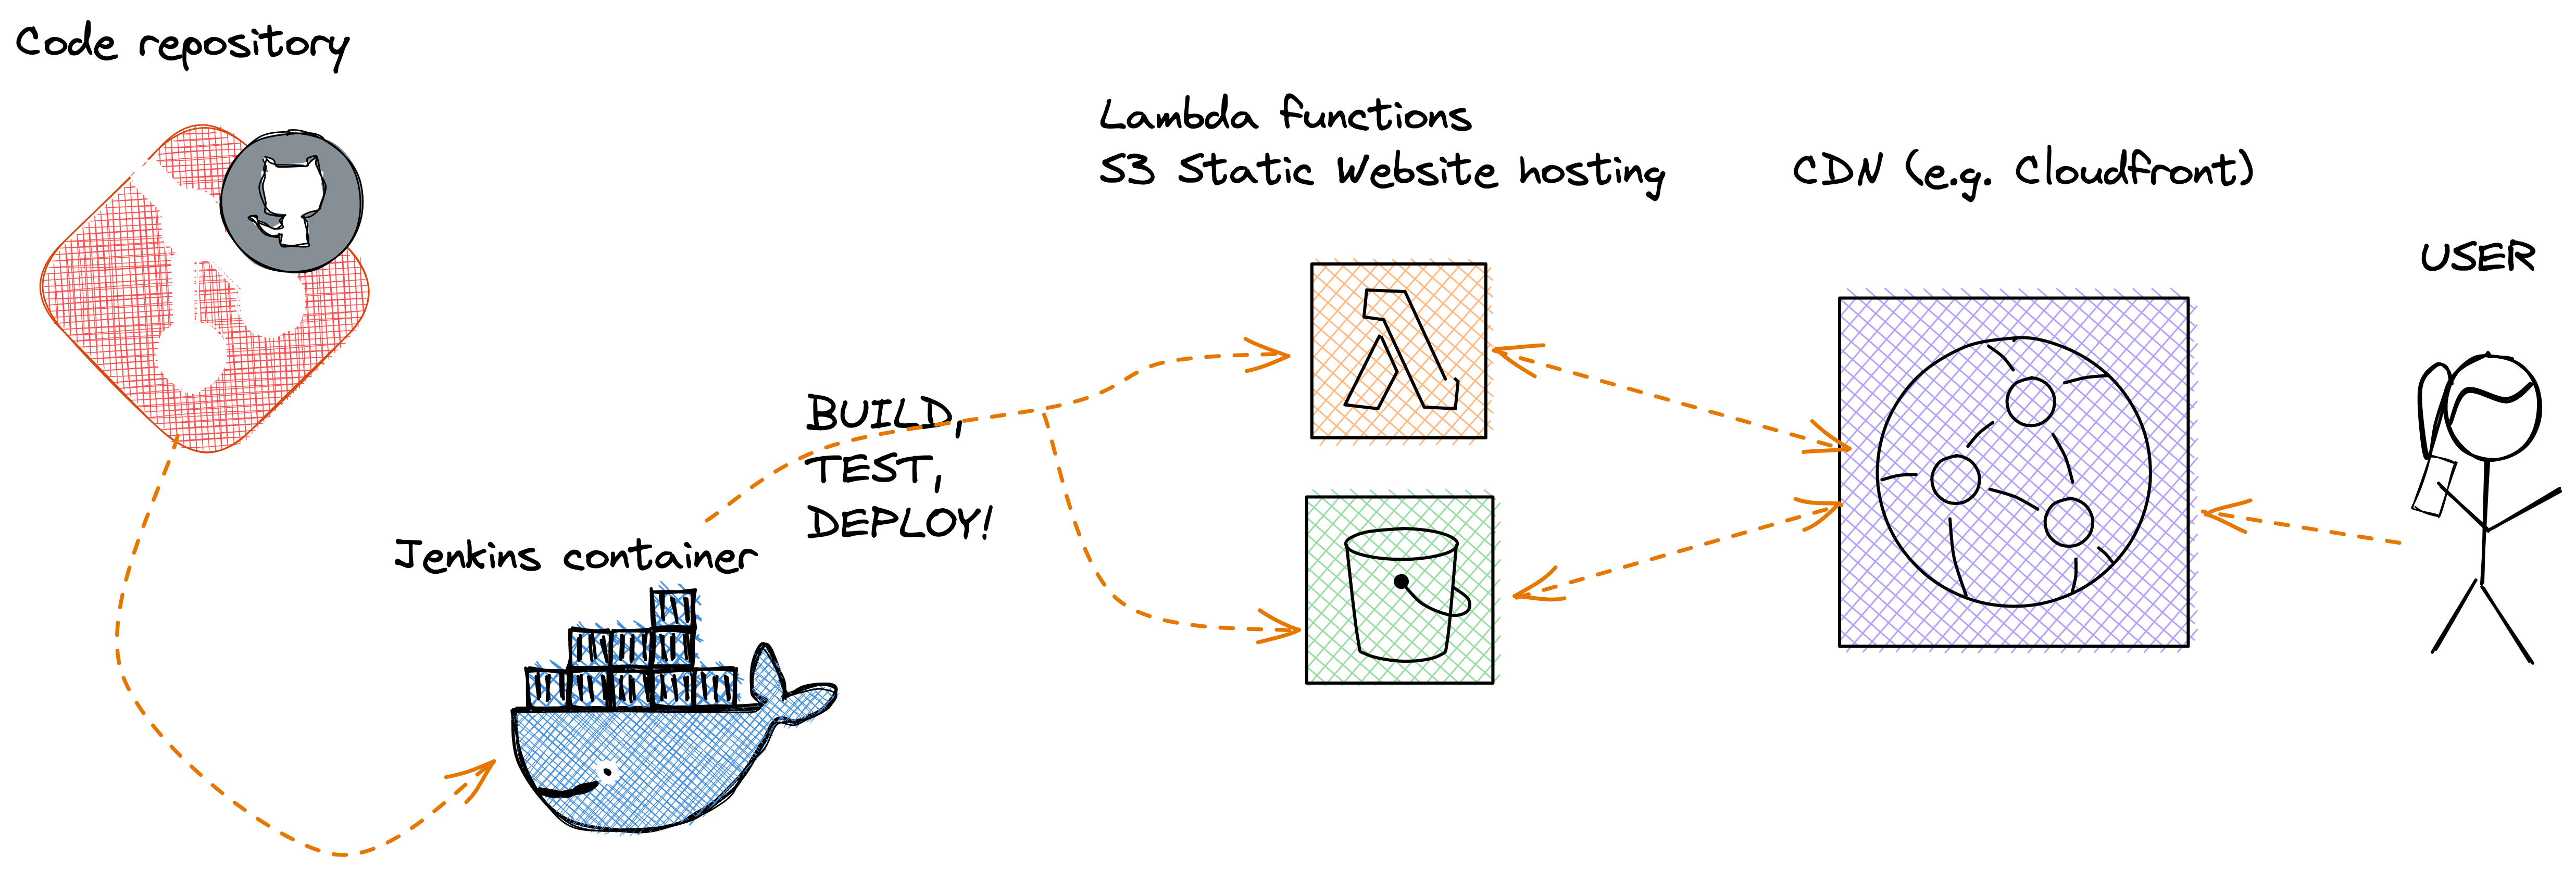 Code repository
Lambda functions
S3 Static Website hosting
CDN (e.g. Cloudfront)
USER
BUILD,
TEST,
DEPLOY!
Jenkins container